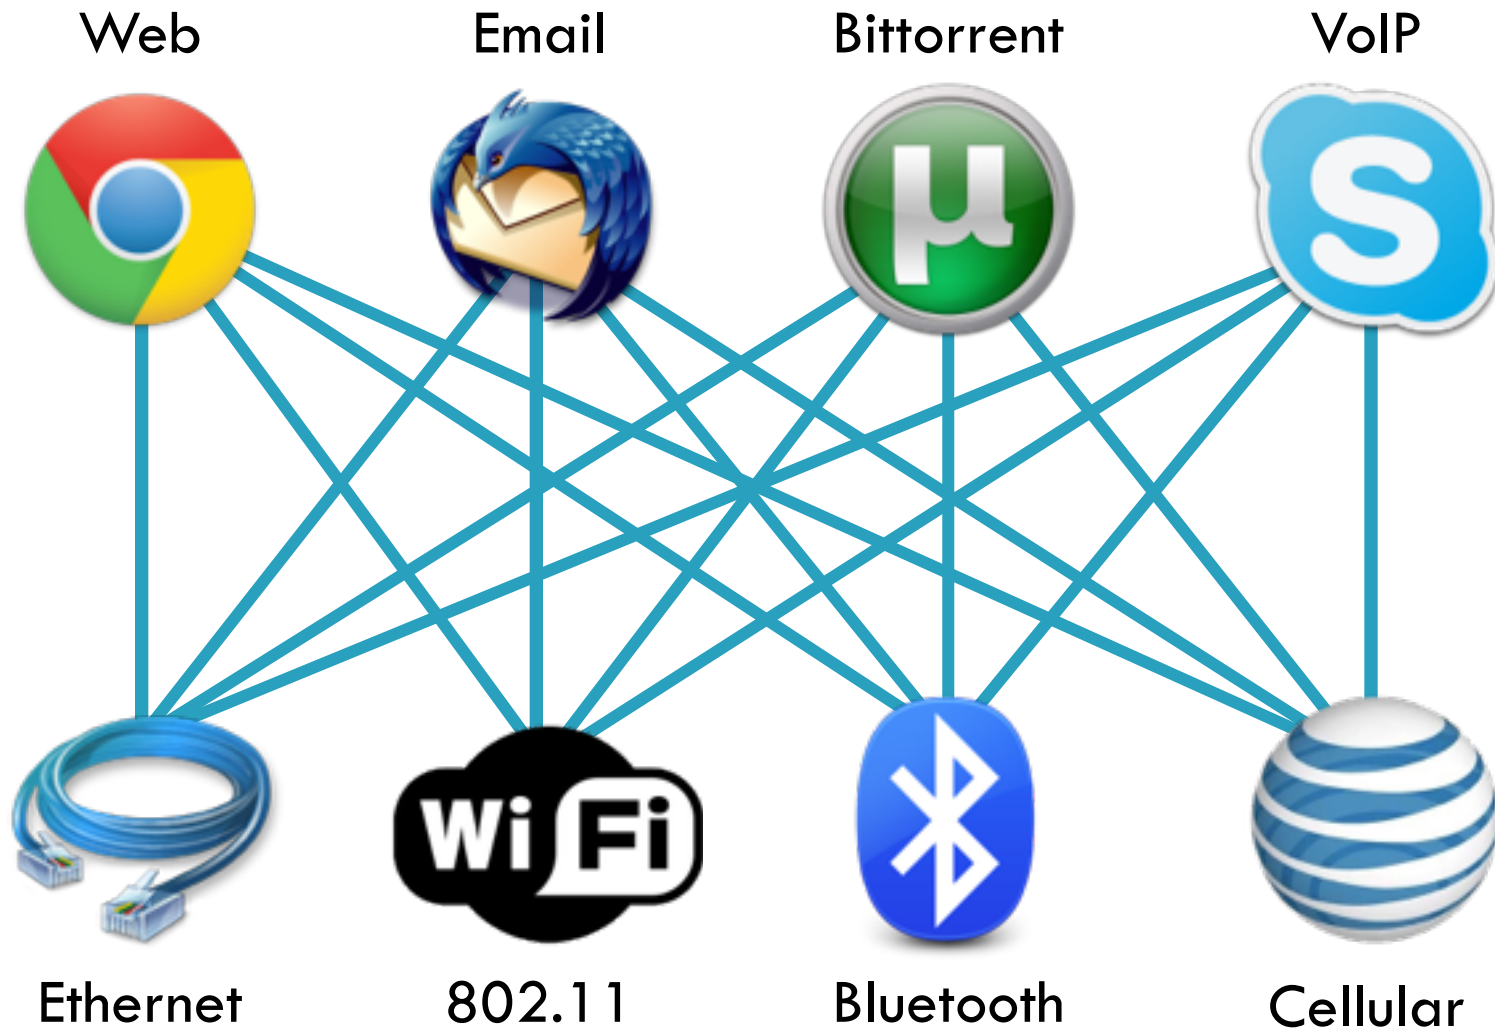 Web
Email
Bittorrent
VoIP
µ
S
Wi Fi
Ethernet
802.11
Bluetooth
Cellular